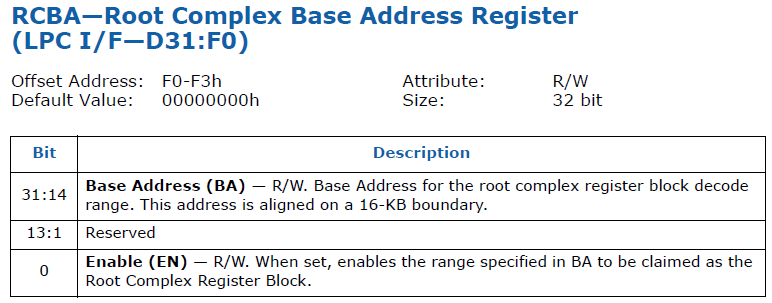 RCBA—Root Complex Base Address Register
(LPC I/F—D31:F0)
Offset Address: F0-F3h Attribute: R/W
Default Value: 00000000h Size: 32 bit
Bit Description
31:14 Base Address (BA) — R/W. Base Address for the root complex register block decode
range. This address is aligned on a 16-KB boundary.
13:1 Reserved
0 Enable (EN) — R/W. When set, enables the range specified in BA to be claimed as the
Root Complex Register Block.